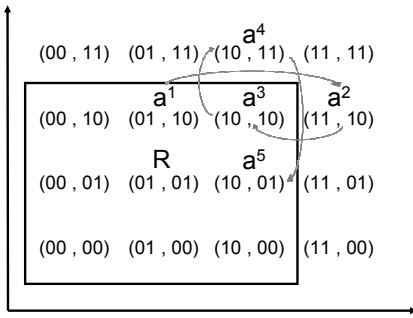 a⁴
(00 , 11) (01 , 11) (10 , 11) (11 , 11)
a¹ a³ a²
(00 , 10) (01 , 10) (10 , 10) (11 , 10)
R a⁵
(00 , 01) (01 , 01) (10 , 01) (11 , 01)
(00 , 00) (01 , 00) (10 , 00) (11 , 00)